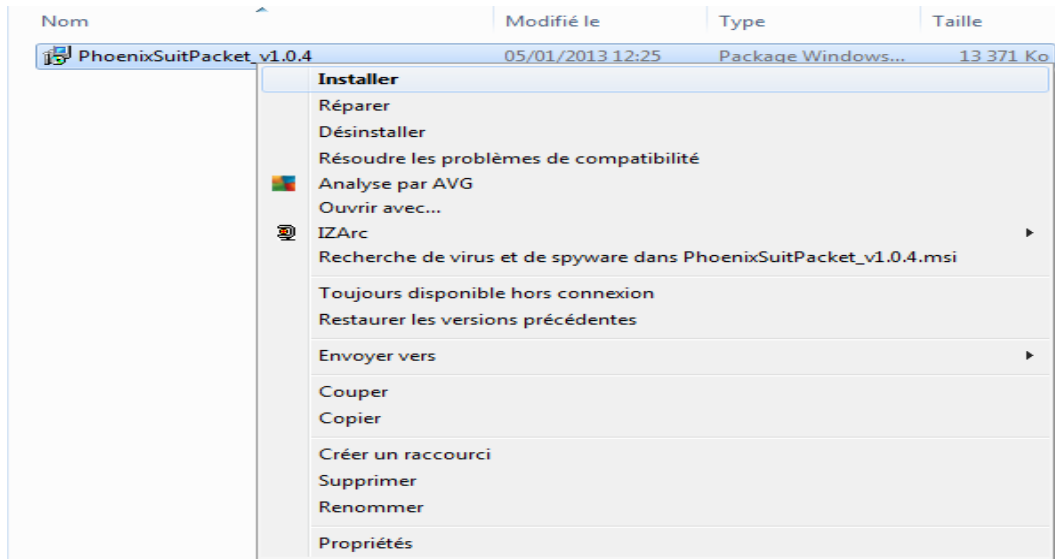 Nom Modifié le Type Taille
PhoenixSuitPacket_v1.0.4 05/01/2013 12:25 Package Windows... 13 371 Ko
Installer
Réparer
Désinstaller
Résoudre les problèmes de compatibilité
Analyse par AVG
Ouvrir avec...
IZArc
Recherche de virus et de spyware dans PhoenixSuitPacket_v1.0.4.msi
Toujours disponible hors connexion
Restaurer les versions précédentes
Envoyer vers
Couper
Copier
Créer un raccourci
Supprimer
Renommer
Propriétés